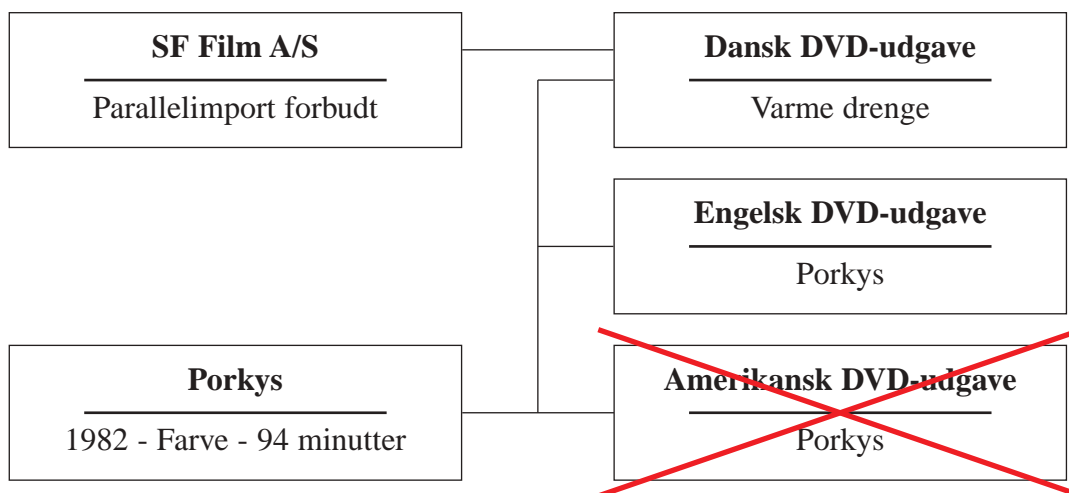 SF Film A/S
Parallelimport forbudt
Dansk DVD-udgave
Varme drenge
Engelsk DVD-udgave
Porkys
Porkys
1982 - Farve - 94 minutter
Amerikansk DVD-udgave
Porkys